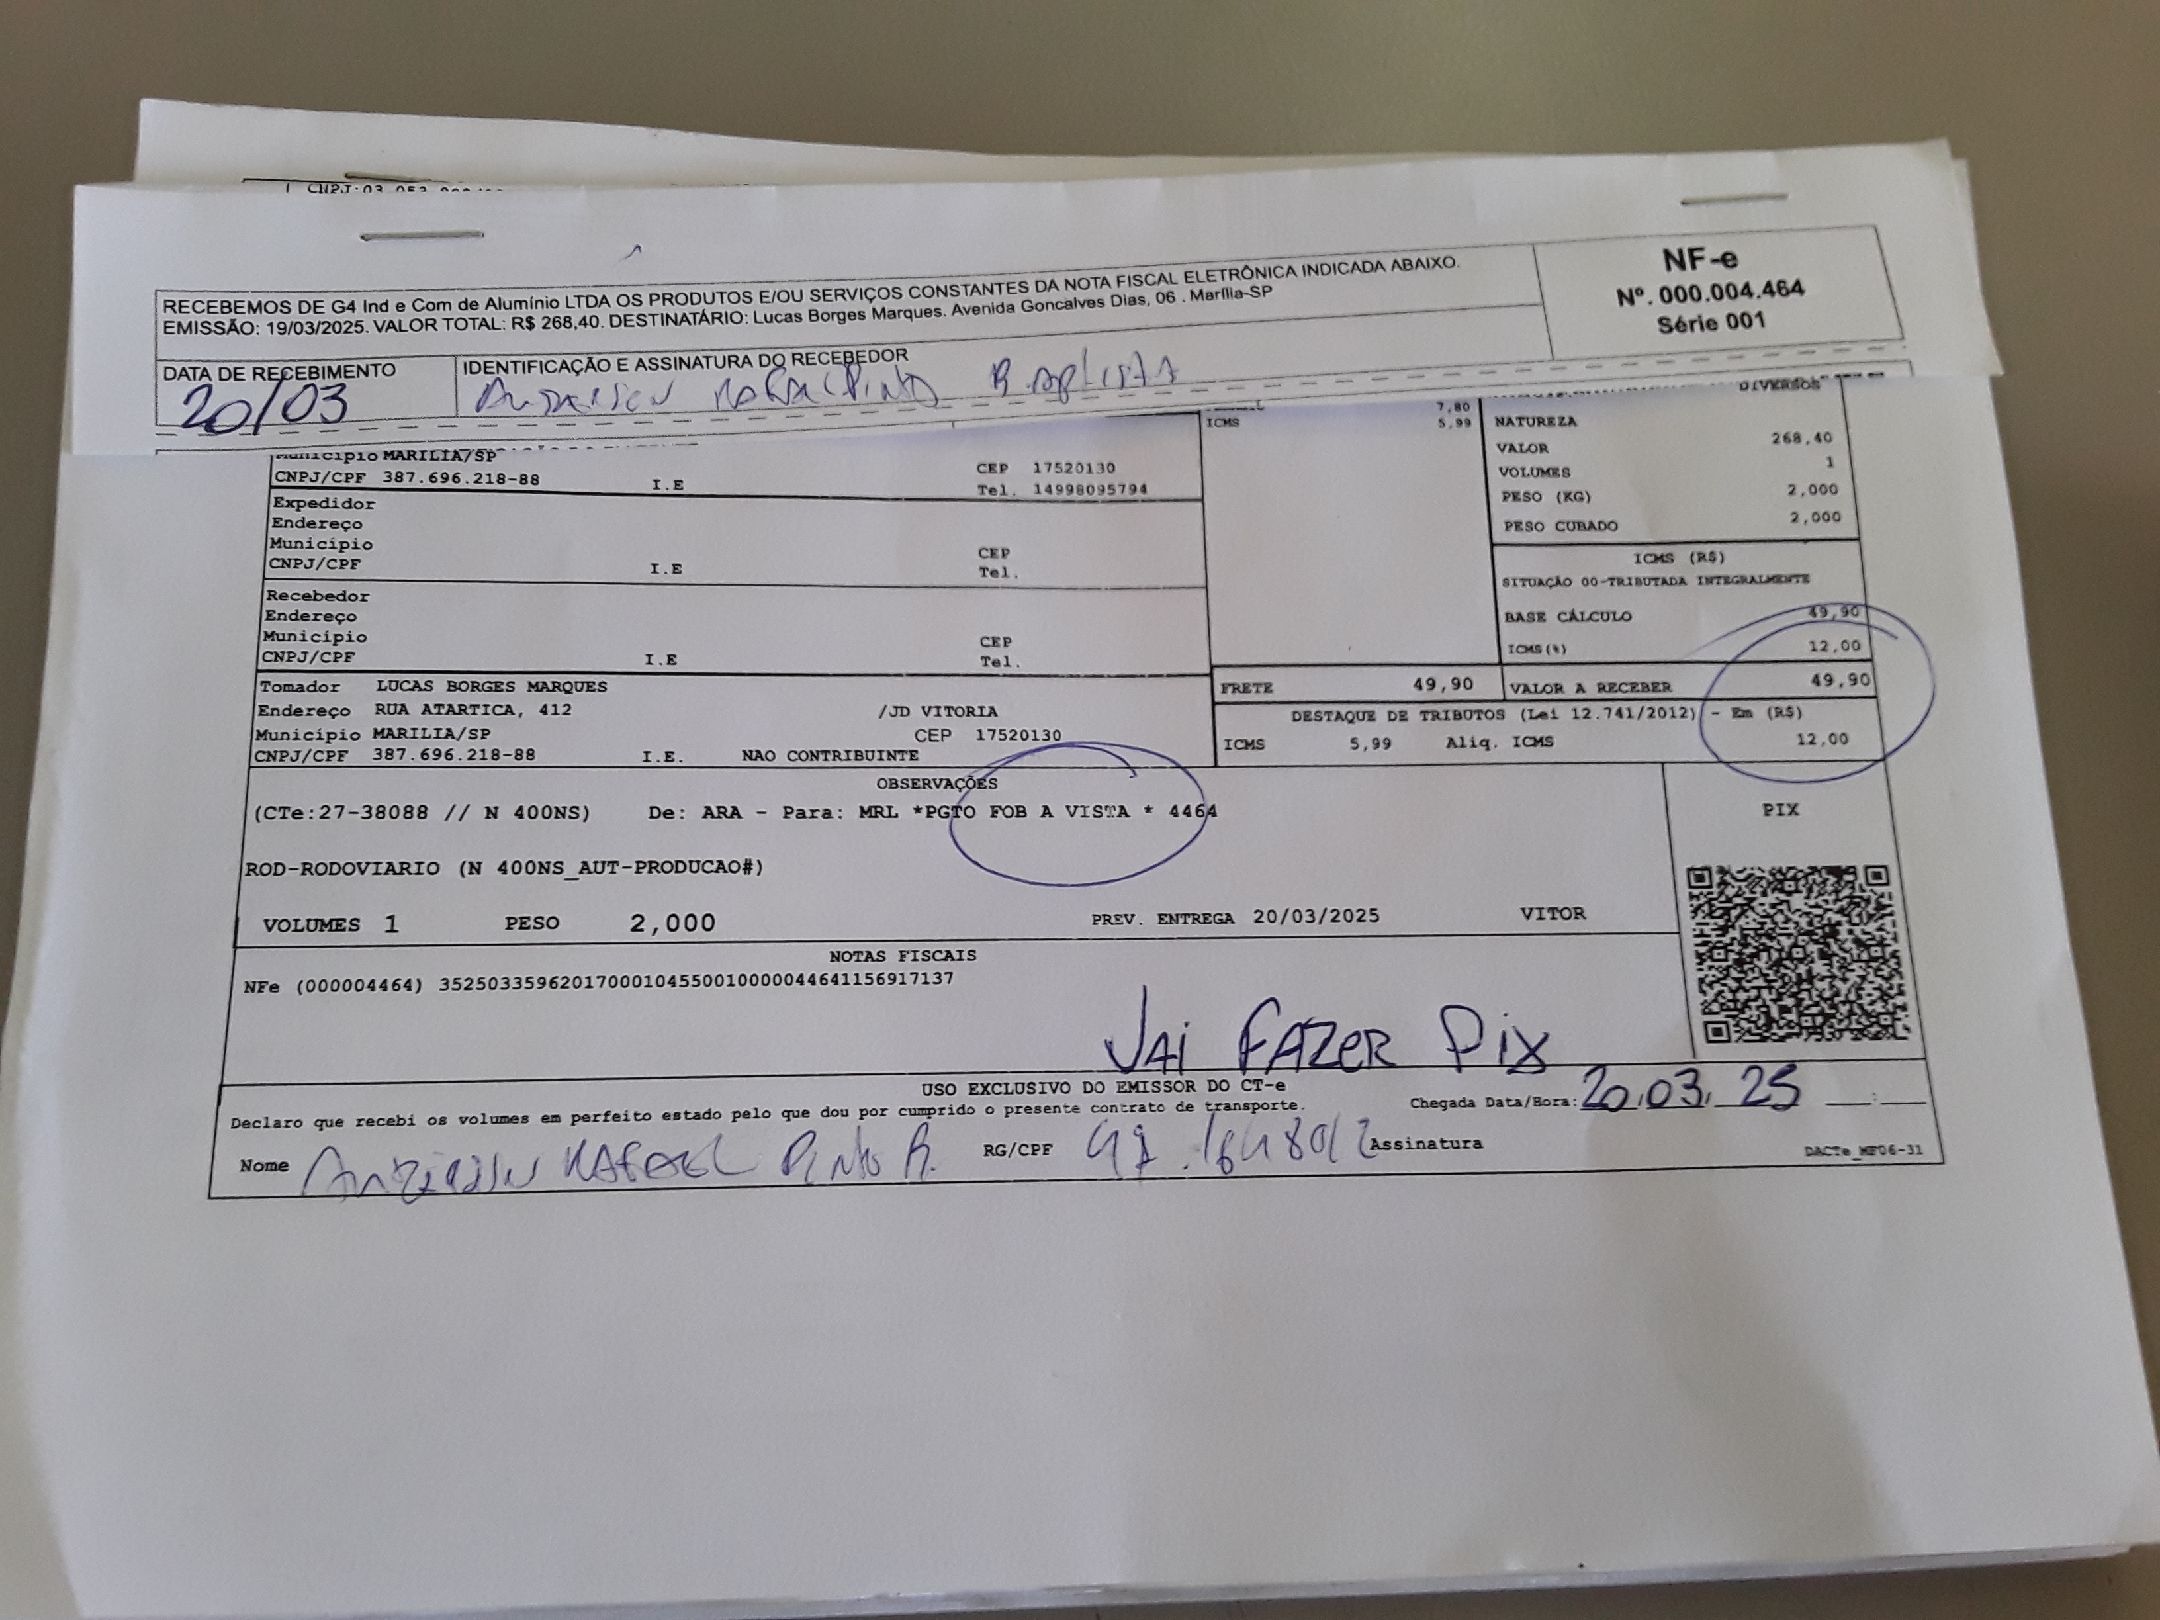 CNPJ:03
RECEBEMOS DE G4 Ind e Com de Alumínio LTDA OS PRODUTOS E/OU SERVIÇOS CONSTANTES DA NOTA FISCAL ELETRÔNICA INDICADA ABAIXO.
EMISSÃO: 19/03/2025. VALOR TOTAL: R$ 268,40. DESTINATÁRIO: Lucas Borges Marques. Avenida Goncalves Dias, 06 . Marília-SP
NF-e
Nº. 000.004.464
Série 001
DATA DE RECEBIMENTO
20/03
IDENTIFICAÇÃO E ASSINATURA DO RECEBEDOR
Pinto Baptista
DIVERSOS
7,80
ICMS 5,99
NATUREZA
VALOR 268,40
VOLUMES 1
PESO (KG) 2,000
PESO CUBADO 2,000
Município MARILIA/SP CEP 17520130
CNPJ/CPF 387.696.218-88 I.E Tel. 14998095794
Expedidor
Endereço
Município CEP
CNPJ/CPF I.E Tel.
ICMS (R$)
SITUAÇÃO 00-TRIBUTADA INTEGRALMENTE
BASE CÁLCULO 49,90
ICMS(%) 12,00
Recebedor
Endereço
Município CEP
CNPJ/CPF I.E Tel.
FRETE 49,90 VALOR A RECEBER 49,90
DESTAQUE DE TRIBUTOS (Lei 12.741/2012) - Em (R$)
ICMS 5,99 Aliq. ICMS 12,00
Tomador LUCAS BORGES MARQUES
Endereço RUA ATARTICA, 412 /JD VITORIA
Município MARILIA/SP CEP 17520130
CNPJ/CPF 387.696.218-88 I.E. NAO CONTRIBUINTE
OBSERVAÇÕES
(CTe:27-38088 // N 400NS) De: ARA - Para: MRL *PGTO FOB A VISTA * 4464
PIX
ROD-RODOVIARIO (N 400NS_AUT-PRODUCAO#)
VOLUMES 1 PESO 2,000 PREV. ENTREGA 20/03/2025 VITOR
NOTAS FISCAIS
NFe (000004464) 35250335962017000104550010000044641156917137
VAI FAZER PIX
USO EXCLUSIVO DO EMISSOR DO CT-e
Declaro que recebi os volumes em perfeito estado pelo que dou por cumprido o presente contrato de transporte.
Chegada Data/Hora: 20.03.25 __:__
Nome RAFAEL PINTO B. RG/CPF Assinatura
DACTe_MF06-31